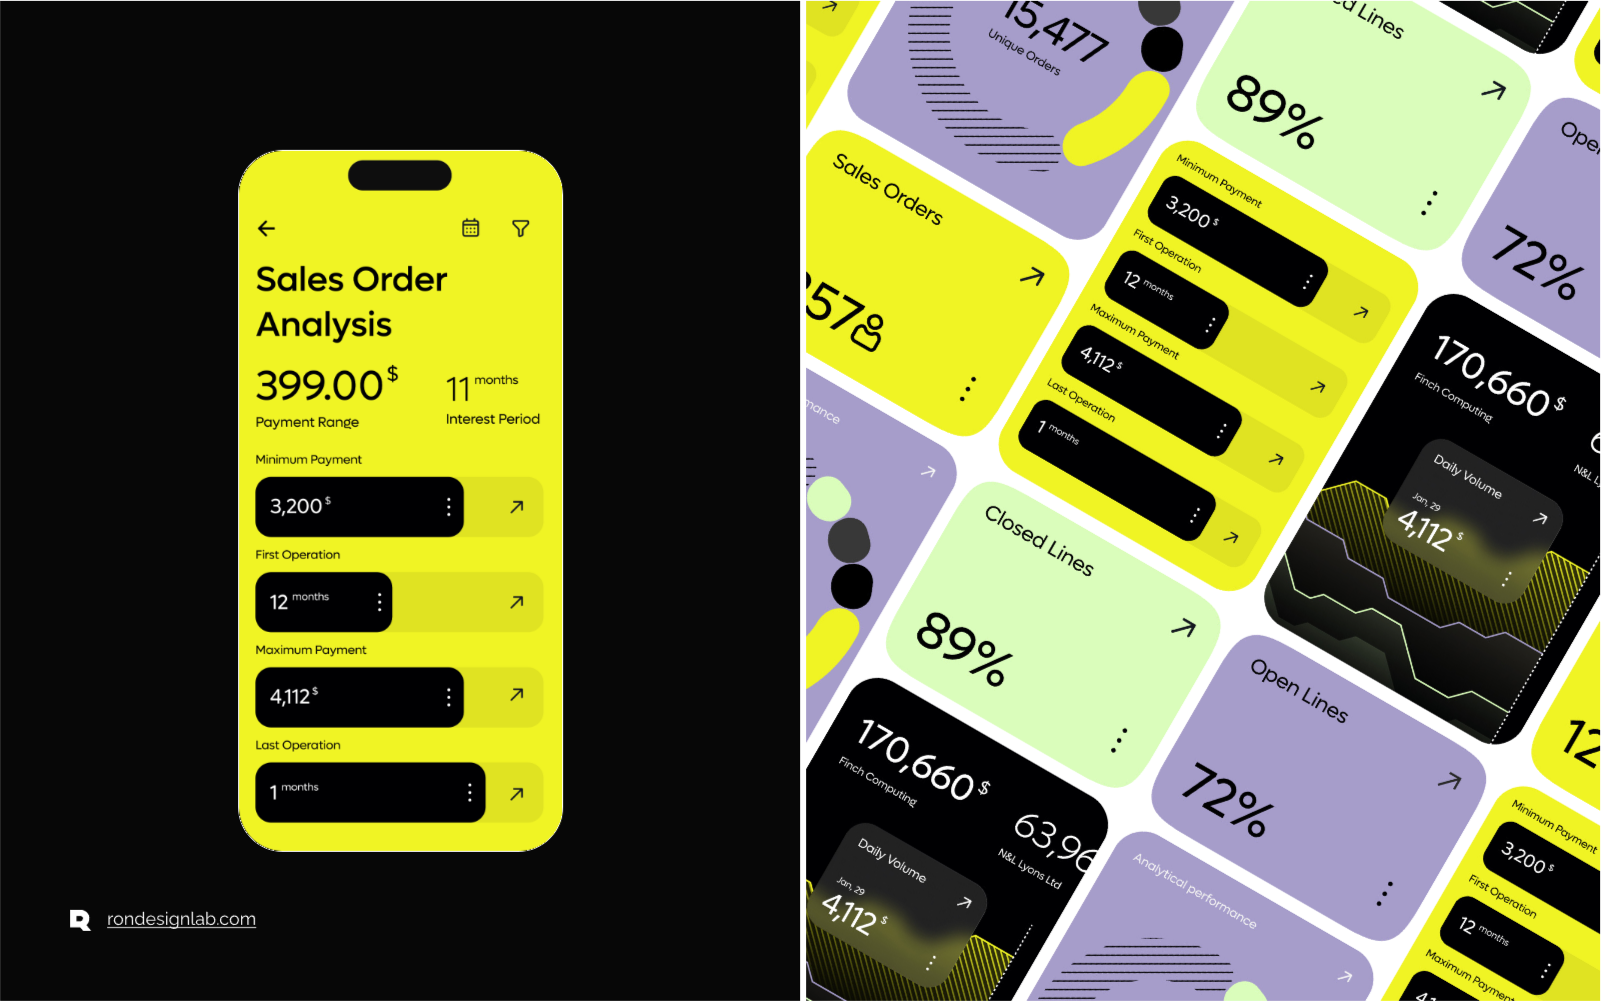 Sales Order
Analysis
399.00 $
Payment Range
11 months
Interest Period
Minimum Payment
3,200 $
First Operation
12 months
Maximum Payment
4,112 $
Last Operation
1 months
rondesignlab.com
15,477
Unique Orders
Lines
89%
Sales Orders
57
Minimum Payment
3,200 $
First Operation
12 months
Maximum Payment
4,112 $
Last Operation
1 months
72%
170,660 $
Finch Computing
Daily Volume
Jan, 29
4,112 $
Closed Lines
89%
Open Lines
72%
170,660 $
Finch Computing
63,96
N&L Lyons Ltd
Daily Volume
Jan, 29
4,112 $
Analytical performance
12
Minimum Payment
3,200 $
First Operation
12 months
Maximum Payment